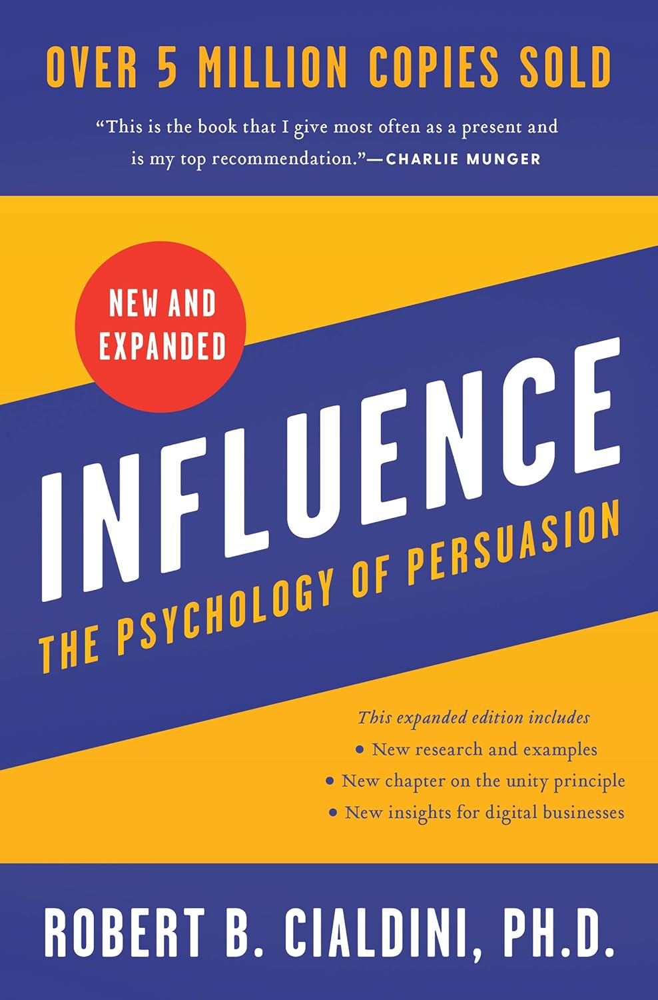 OVER 5 MILLION COPIES SOLD
“This is the book that I give most often as a present and
is my top recommendation.”—CHARLIE MUNGER
NEW AND
EXPANDED
INFLUENCE
THE PSYCHOLOGY OF PERSUASION
This expanded edition includes
• New research and examples
• New chapter on the unity principle
• New insights for digital businesses
ROBERT B. CIALDINI, PH.D.